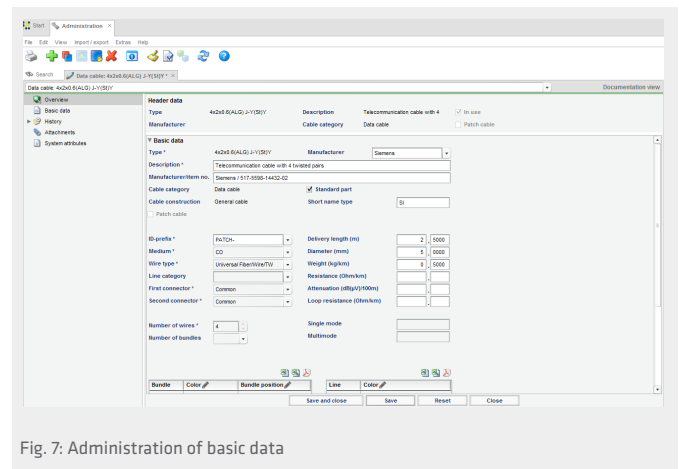 Start Administration ×
File Edit View Import / export Extras Help
Search Data cable: 4x2x0.6(ALG) J-Y(St)Y * ×
Data cable: 4x2x0.6(ALG) J-Y(St)Y Documentation view
Overview
Basic data
History
Attachments
System attributes
Header data
Type 4x2x0.6(ALG) J-Y(St)Y Description Telecommunication cable with 4 In use
Manufacturer Cable category Data cable Patch cable
Basic data
Type * 4x2x0.6(ALG) J-Y(St)Y Manufacturer Siemens
Description * Telecommunication cable with 4 twisted pairs
Manufacturer/item no. Siemens / 517-5598-14432-02
Cable category Data cable Standard part
Cable construction General cable Short name type SI
Patch cable
ID-prefix * PATCH- Delivery length (m) 2 , 5000
Medium * CO Diameter (mm) 5 , 0000
Wire type * Universal Fiber/Wire/TW Weight (kg/km) 0 , 5000
Line category Resistance (Ohm/km) ,
First connector * Common Attenuation (dB(µV)/100m) ,
Second connector * Common Loop resistance (Ohm/km) ,
Number of wires * 4 Single mode
Number of bundles Multimode
Bundle Color Bundle position Line Color
Save and close Save Reset Close
Fig. 7: Administration of basic data